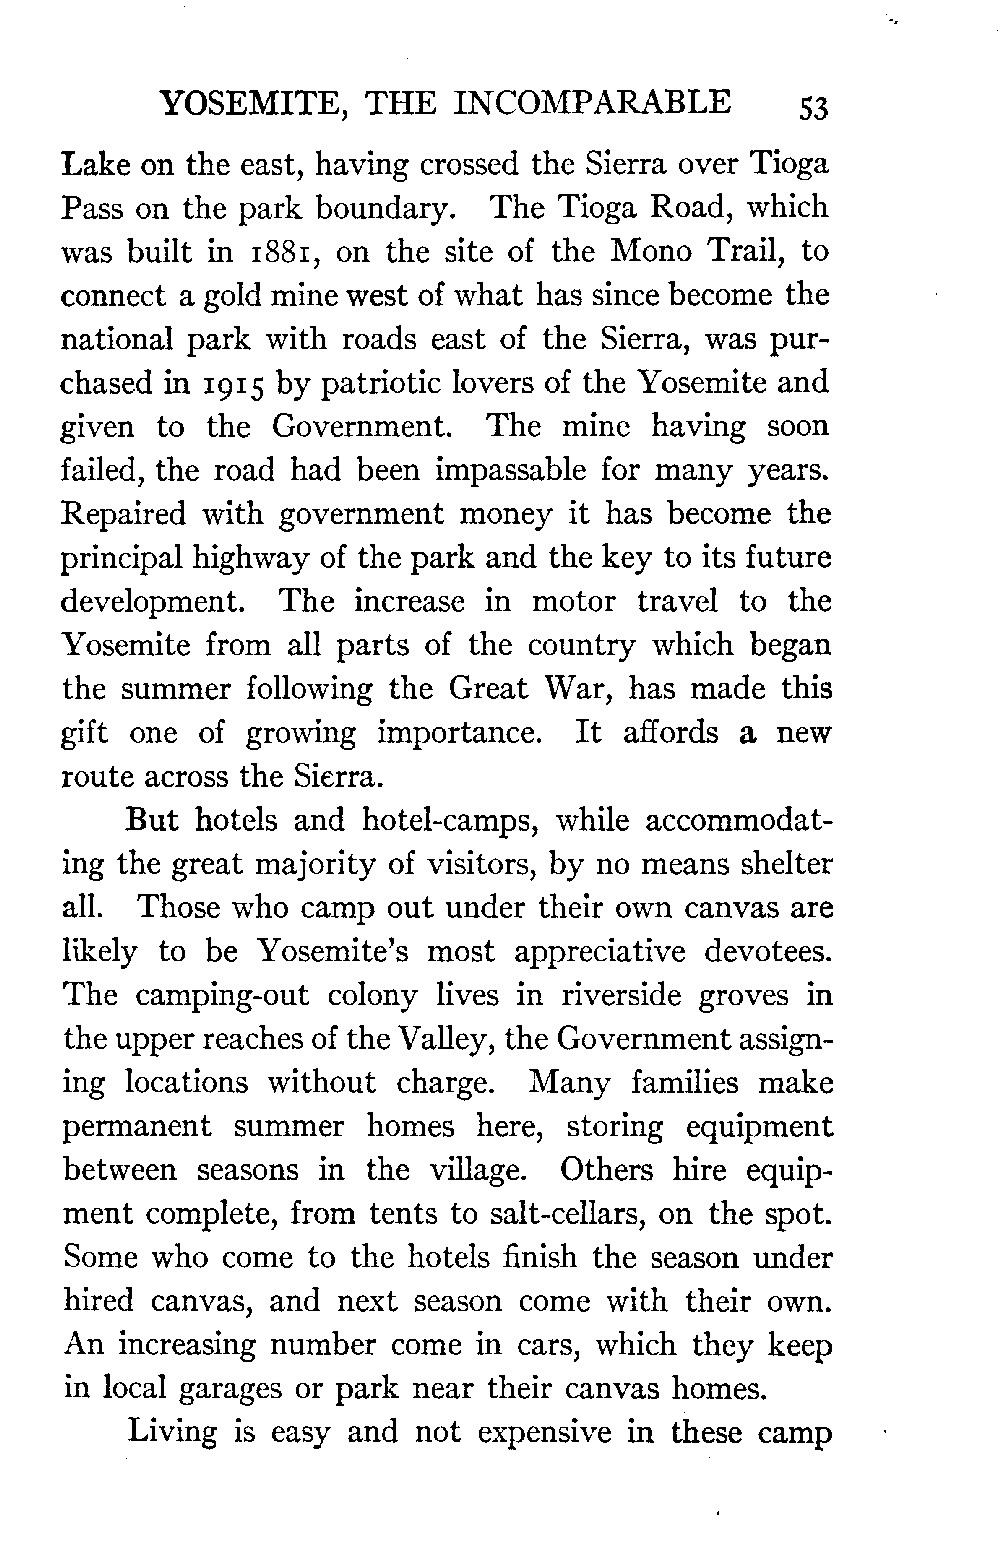 YOSEMITE, THE INCOMPARABLE 53
Lake on the east, having crossed the Sierra over Tioga
Pass on the park boundary. The Tioga Road, which
was built in 1881, on the site of the Mono Trail, to
connect a gold mine west of what has since become the
national park with roads east of the Sierra, was pur-
chased in 1915 by patriotic lovers of the Yosemite and
given to the Government. The mine having soon
failed, the road had been impassable for many years.
Repaired with government money it has become the
principal highway of the park and the key to its future
development. The increase in motor travel to the
Yosemite from all parts of the country which began
the summer following the Great War, has made this
gift one of growing importance. It affords a new
route across the Sierra.
But hotels and hotel-camps, while accommodat-
ing the great majority of visitors, by no means shelter
all. Those who camp out under their own canvas are
likely to be Yosemite's most appreciative devotees.
The camping-out colony lives in riverside groves in
the upper reaches of the Valley, the Government assign-
ing locations without charge. Many families make
permanent summer homes here, storing equipment
between seasons in the village. Others hire equip-
ment complete, from tents to salt-cellars, on the spot.
Some who come to the hotels finish the season under
hired canvas, and next season come with their own.
An increasing number come in cars, which they keep
in local garages or park near their canvas homes.
Living is easy and not expensive in these camp